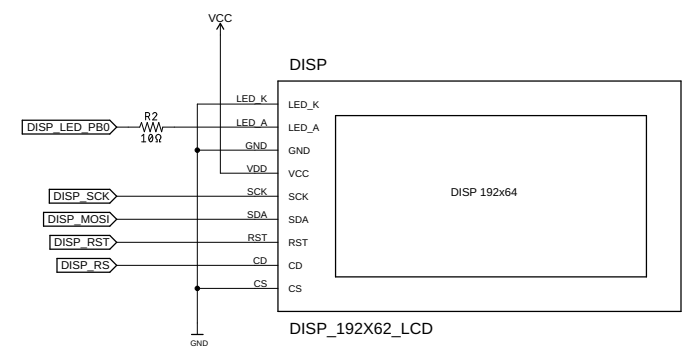 VCC
DISP
LED_K LED_K
R2
DISP_LED_PB0 LED_A LED_A
10Ω
GND GND
VDD VCC
DISP 192x64
DISP_SCK SCK SCK
DISP_MOSI SDA SDA
DISP_RST RST RST
DISP_RS CD CD
CS CS
DISP_192X62_LCD
GND